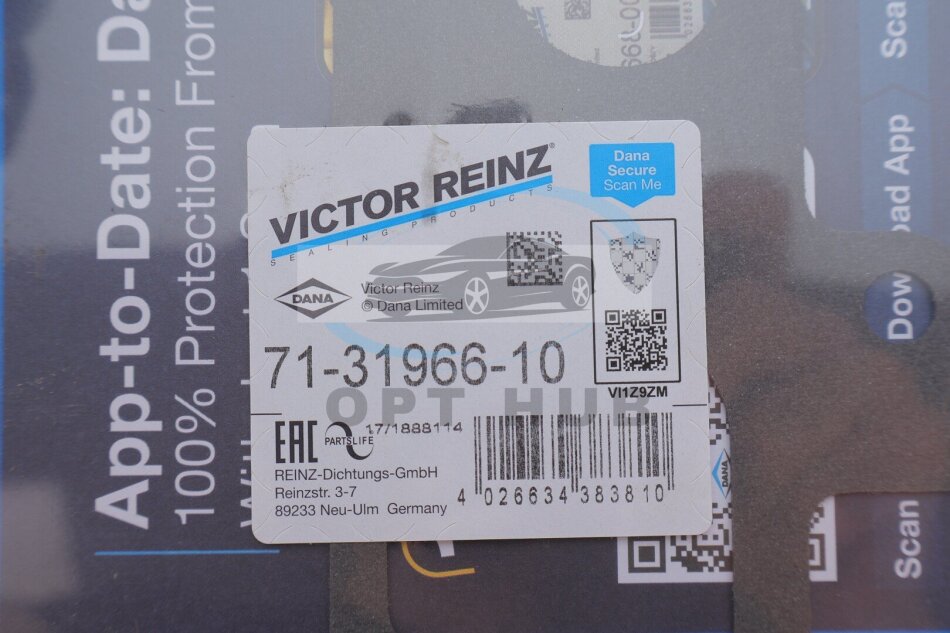 App-to-Date: Da
100% Protection From
VICTOR REINZ®
SEALING PRODUCTS
Dana
Secure
Scan Me
DANA
Victor Reinz
© Dana Limited
71-31966-10
VI1Z9ZM
OPT HUB
EAC
PARTSLIFE
17/1888114
REINZ-Dichtungs-GmbH
Reinzstr. 3-7
89233 Neu-Ulm Germany
4 026634 383810
DANA
Scan
Download App
Sca